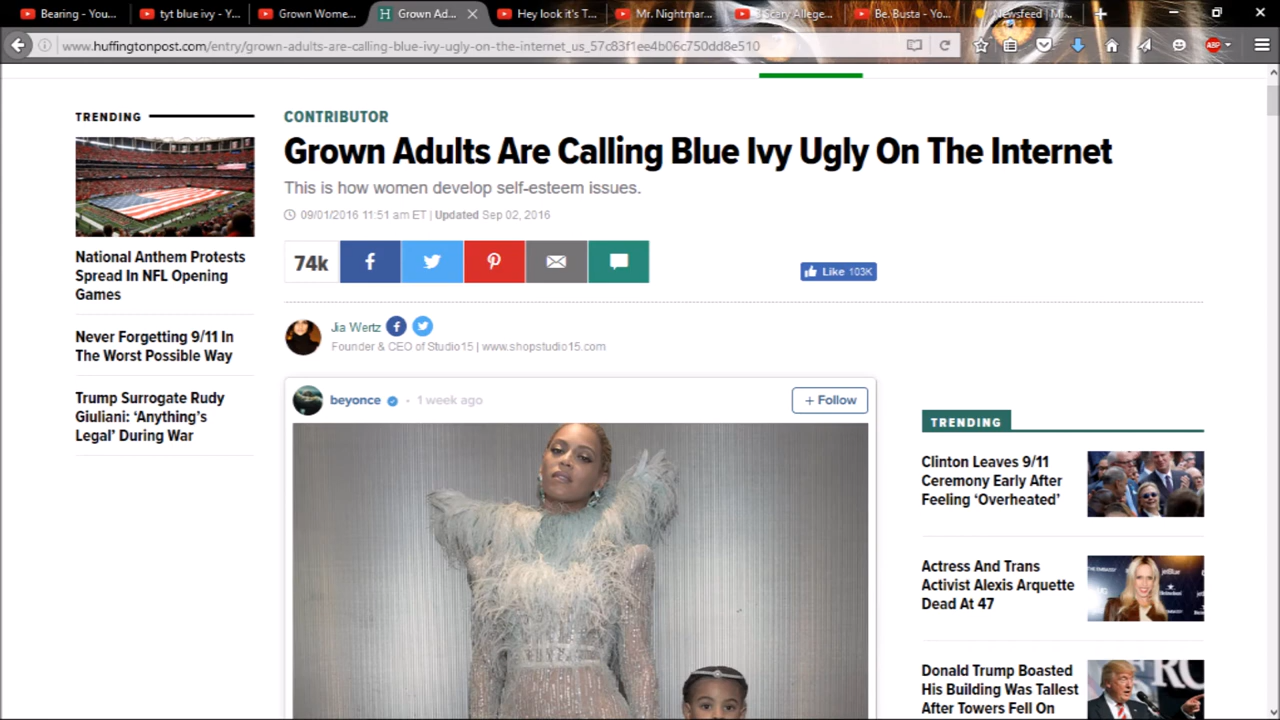 Bearing - You...
tyt blue ivy - Y...
Grown Wome...
Grown Ad...
Hey look it's T...
Mr. Nightmar...
3 Scary Allege...
Be. Busta - Yo...
Newsfeed | Mi...
www.huffingtonpost.com/entry/grown-adults-are-calling-blue-ivy-ugly-on-the-internet_us_57c83f1ee4b06c750dd8e510
ABP
TRENDING
National Anthem Protests
Spread In NFL Opening
Games
Never Forgetting 9/11 In
The Worst Possible Way
Trump Surrogate Rudy
Giuliani: ‘Anything’s
Legal’ During War
CONTRIBUTOR
Grown Adults Are Calling Blue Ivy Ugly On The Internet
This is how women develop self-esteem issues.
09/01/2016 11:51 am ET | Updated Sep 02, 2016
74k
Like 103K
Jia Wertz
Founder & CEO of Studio15 | www.shopstudio15.com
beyonce • 1 week ago
+ Follow
TRENDING
Clinton Leaves 9/11
Ceremony Early After
Feeling ‘Overheated’
Actress And Trans
Activist Alexis Arquette
Dead At 47
Donald Trump Boasted
His Building Was Tallest
After Towers Fell On